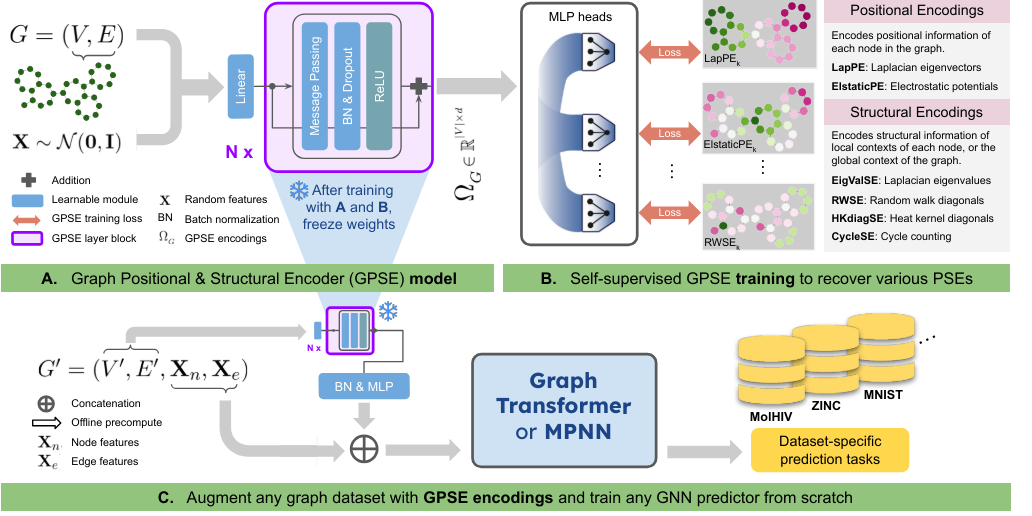 G = (V, E)
X ∼ N(0, I)
Linear
Message Passing
BN & Dropout
ReLU
N x
Ω_G ∈ ℝ^{|V|×d}
Addition
Learnable module
GPSE training loss
GPSE layer block
X Random features
BN Batch normalization
Ω_G GPSE encodings
After training
with A and B,
freeze weights
A. Graph Positional & Structural Encoder (GPSE) model
MLP heads
Loss
LapPE_k
Loss
ElstaticPE_k
Loss
RWSE_k
Positional Encodings
Encodes positional information of
each node in the graph.
LapPE: Laplacian eigenvectors
ElstaticPE: Electrostatic potentials
Structural Encodings
Encodes structural information of
local contexts of each node, or the
global context of the graph.
EigValSE: Laplacian eigenvalues
RWSE: Random walk diagonals
HKdiagSE: Heat kernel diagonals
CycleSE: Cycle counting
B. Self-supervised GPSE training to recover various PSEs
N x
G′ = (V′, E′, X_n, X_e)
BN & MLP
Concatenation
Offline precompute
X_n Node features
X_e Edge features
Graph
Transformer
or MPNN
MolHIV
ZINC
MNIST
Dataset-specific
prediction tasks
C. Augment any graph dataset with GPSE encodings and train any GNN predictor from scratch